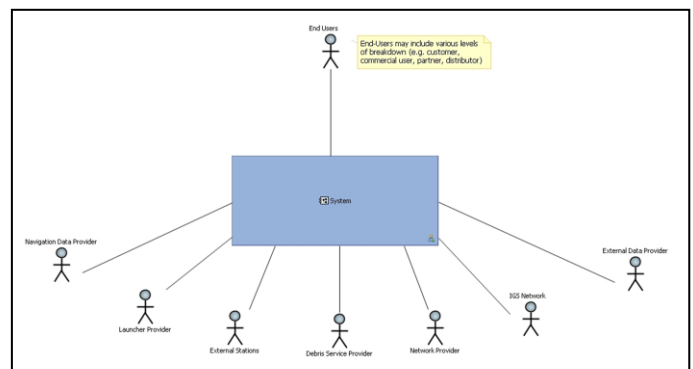 End Users
End-Users may include various levels
of breakdown (e.g. customer,
commercial user, partner, distributor)
System
Navigation Data Provider
External Data Provider
Launcher Provider
IGS Network
External Stations
Debris Service Provider
Network Provider